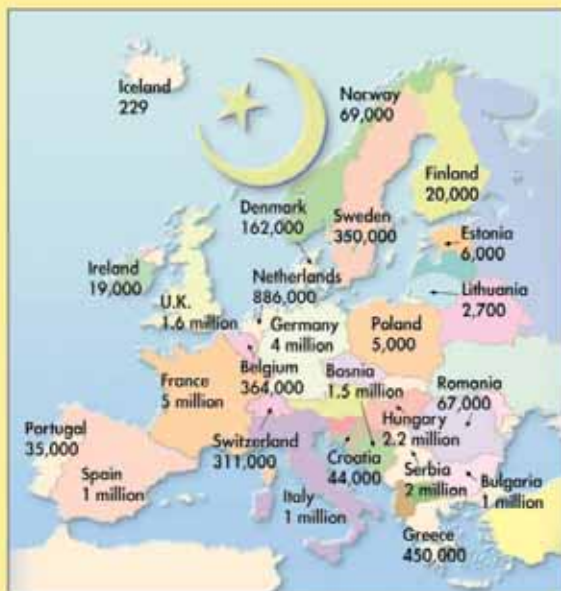 Iceland
229
Norway
69,000
Finland
20,000
Denmark
162,000
Sweden
350,000
Estonia
6,000
Ireland
19,000
Netherlands
886,000
Lithuania
2,700
U.K.
1.6 million
Germany
4 million
Poland
5,000
Belgium
364,000
Bosnia
1.5 million
France
5 million
Romania
67,000
Hungary
2.2 million
Portugal
35,000
Switzerland
311,000
Croatia
44,000
Serbia
2 million
Bulgaria
1 million
Spain
1 million
Italy
1 million
Greece
450,000